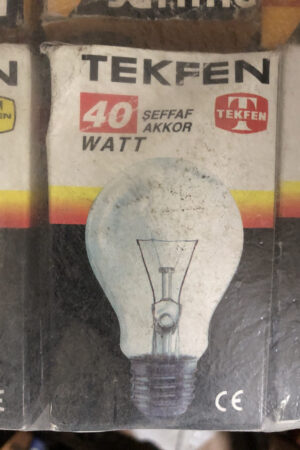 TEKFEN
40
ŞEFFAF
AKKOR
WATT
TEKFEN
CE